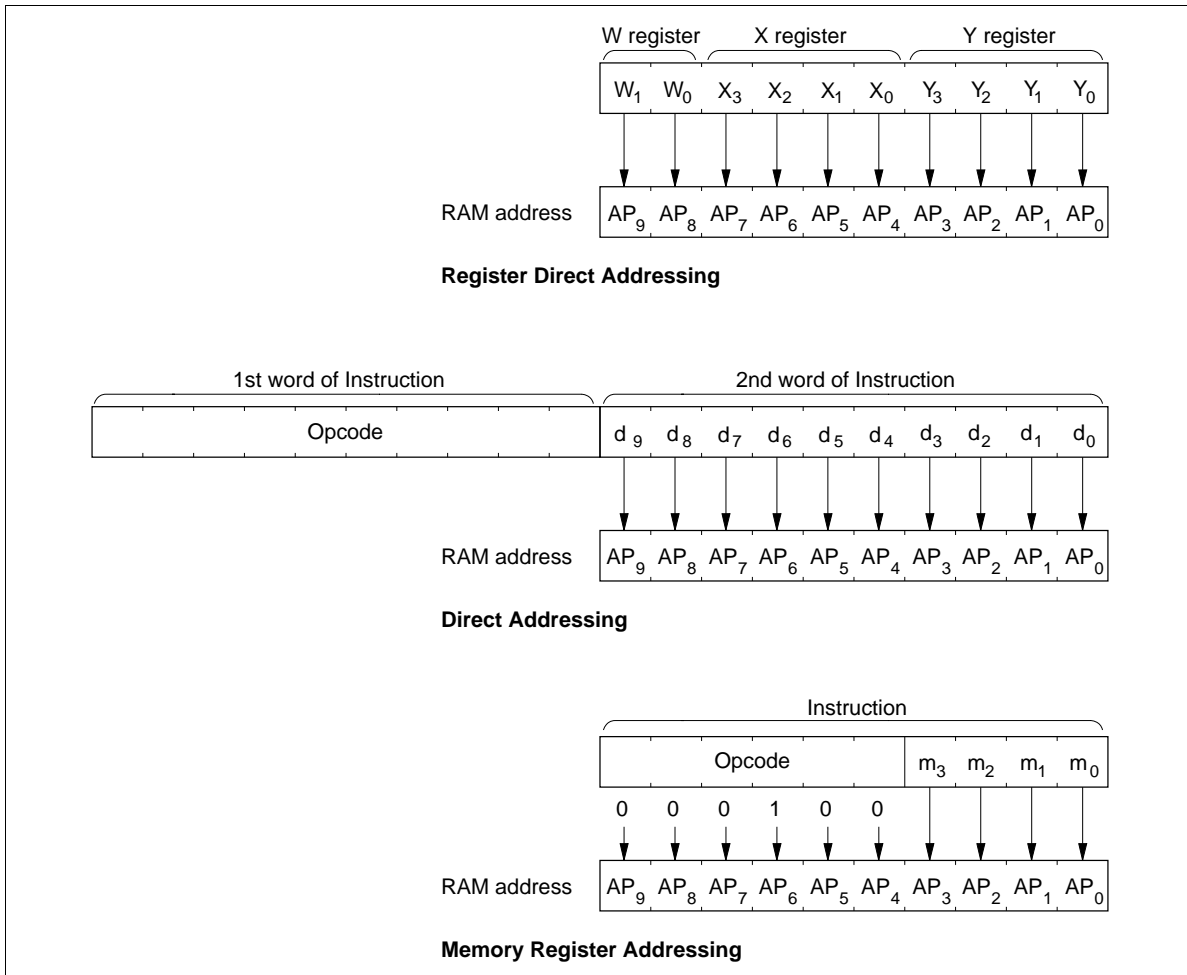 W register X register Y register
W1 W0 X3 X2 X1 X0 Y3 Y2 Y1 Y0
RAM address AP9 AP8 AP7 AP6 AP5 AP4 AP3 AP2 AP1 AP0
Register Direct Addressing
1st word of Instruction 2nd word of Instruction
Opcode d9 d8 d7 d6 d5 d4 d3 d2 d1 d0
RAM address AP9 AP8 AP7 AP6 AP5 AP4 AP3 AP2 AP1 AP0
Direct Addressing
Instruction
Opcode m3 m2 m1 m0
0 0 0 1 0 0
RAM address AP9 AP8 AP7 AP6 AP5 AP4 AP3 AP2 AP1 AP0
Memory Register Addressing